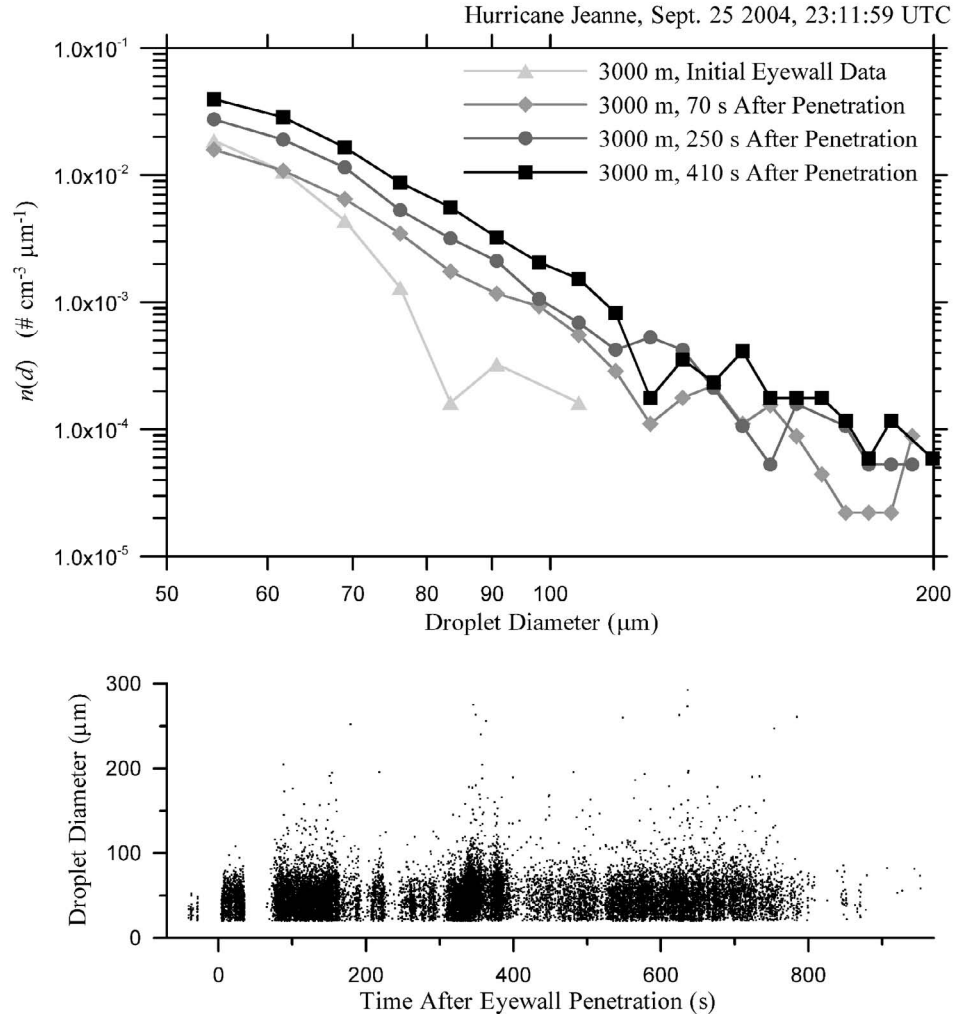 Hurricane Jeanne, Sept. 25 2004, 23:11:59 UTC
1.0x10⁻¹
3000 m, Initial Eyewall Data
3000 m, 70 s After Penetration
3000 m, 250 s After Penetration
3000 m, 410 s After Penetration
1.0x10⁻²
n(d) (# cm⁻³ μm⁻¹)
1.0x10⁻³
1.0x10⁻⁴
1.0x10⁻⁵
50 60 70 80 90 100 200
Droplet Diameter (μm)
300
200
Droplet Diameter (μm)
100
0
0 200 400 600 800
Time After Eyewall Penetration (s)